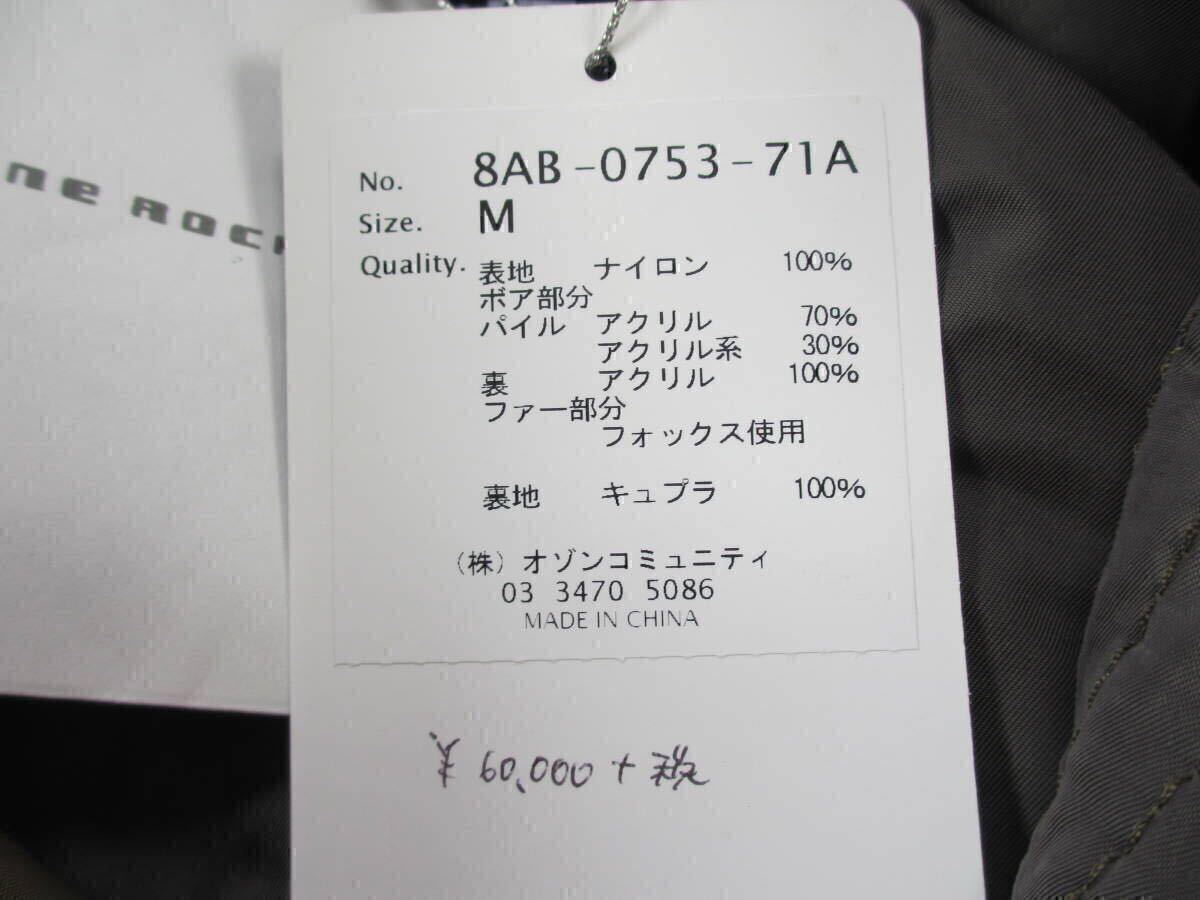 ne ROCK
No. 8AB-0753-71A
Size. M
Quality. 表地 ナイロン 100%
ボア部分
パイル アクリル 70%
アクリル系 30%
裏 アクリル 100%
ファー部分
フォックス使用
裏地 キュプラ 100%
(株) オゾンコミュニティ
03 3470 5086
MADE IN CHINA
¥60,000 + 税